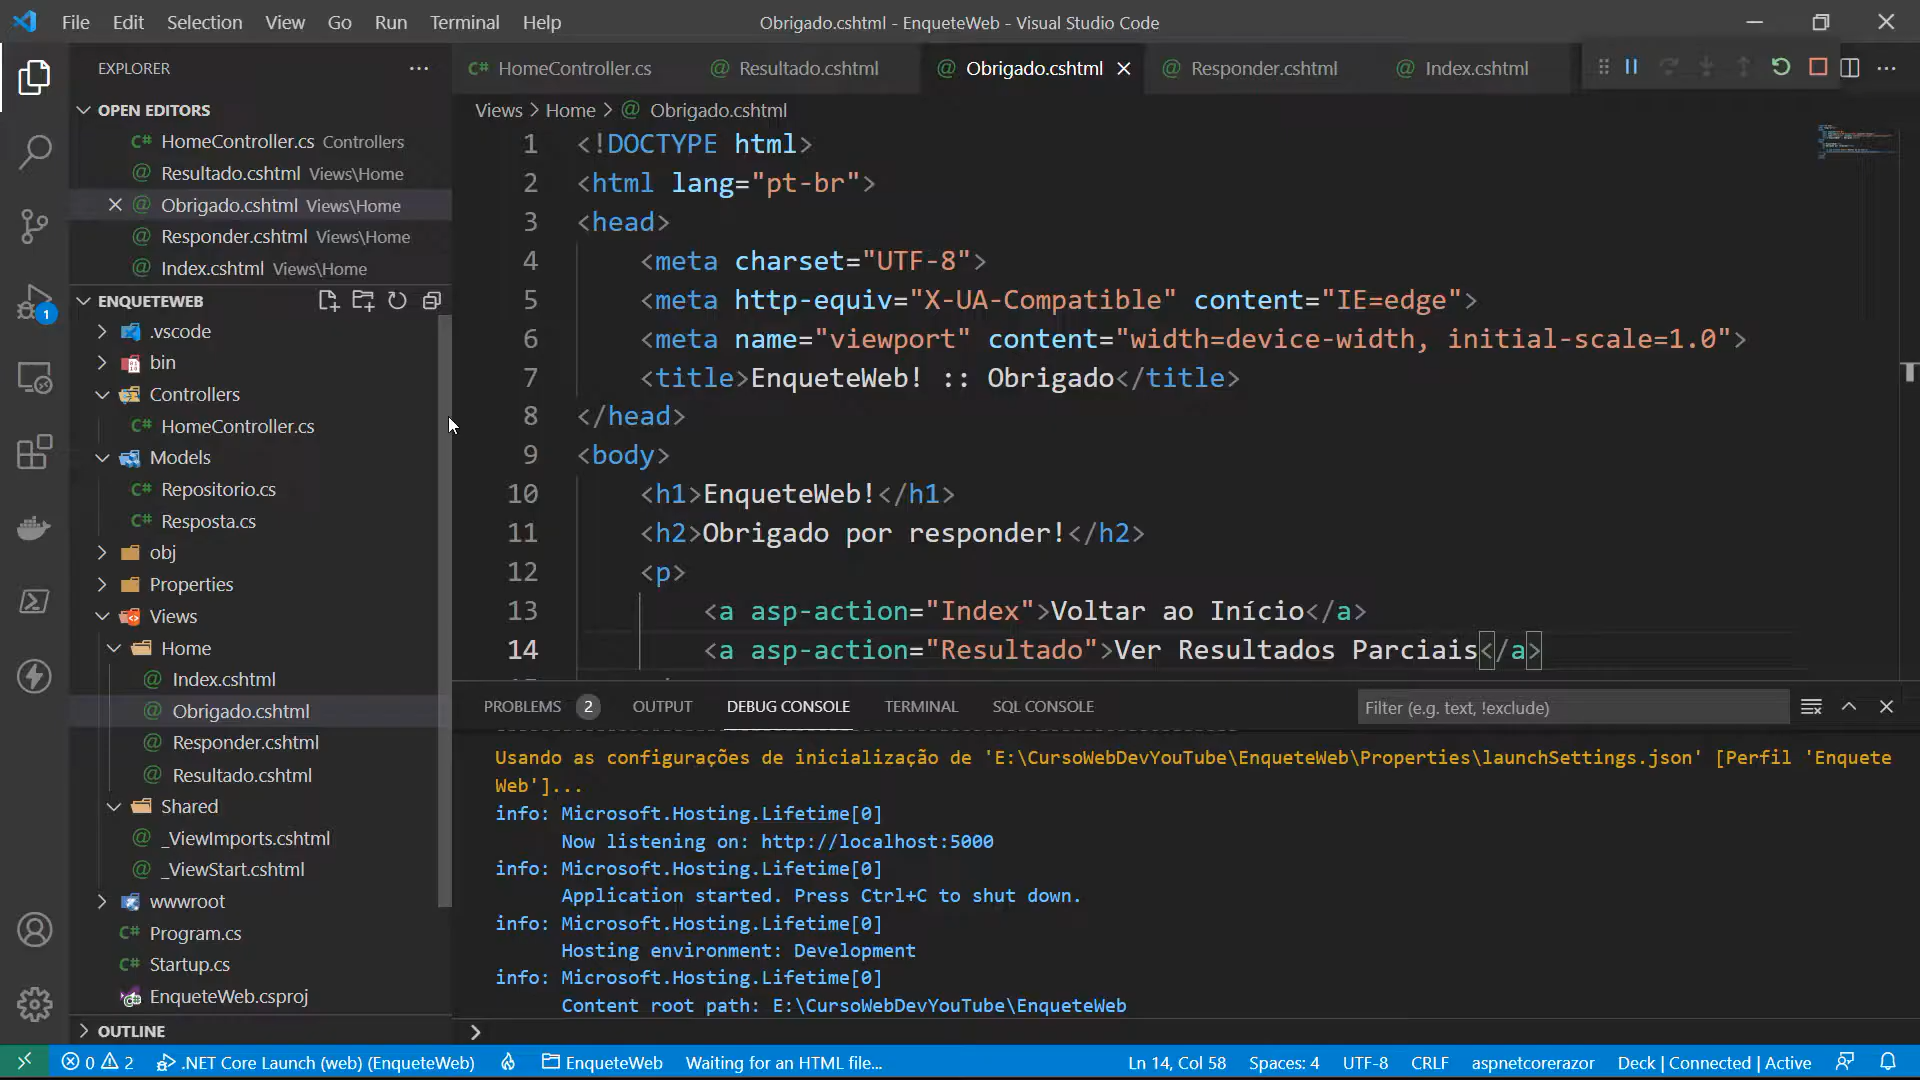 File Edit Selection View Go Run Terminal Help
Obrigado.cshtml - EnqueteWeb - Visual Studio Code
EXPLORER
OPEN EDITORS
HomeController.cs Controllers
Resultado.cshtml Views\Home
Obrigado.cshtml Views\Home
Responder.cshtml Views\Home
Index.cshtml Views\Home
ENQUETEWEB
.vscode
bin
Controllers
HomeController.cs
Models
Repositorio.cs
Resposta.cs
obj
Properties
Views
Home
Index.cshtml
Obrigado.cshtml
Responder.cshtml
Resultado.cshtml
Shared
_ViewImports.cshtml
_ViewStart.cshtml
wwwroot
Program.cs
Startup.cs
EnqueteWeb.csproj
OUTLINE
1
HomeController.cs Resultado.cshtml Obrigado.cshtml Responder.cshtml Index.cshtml
Views > Home > Obrigado.cshtml
1 <!DOCTYPE html>
2 <html lang="pt-br">
3 <head>
4 <meta charset="UTF-8">
5 <meta http-equiv="X-UA-Compatible" content="IE=edge">
6 <meta name="viewport" content="width=device-width, initial-scale=1.0">
7 <title>EnqueteWeb! :: Obrigado</title>
8 </head>
9 <body>
10 <h1>EnqueteWeb!</h1>
11 <h2>Obrigado por responder!</h2>
12 <p>
13 <a asp-action="Index">Voltar ao Início</a>
14 <a asp-action="Resultado">Ver Resultados Parciais</a>
PROBLEMS 2 OUTPUT DEBUG CONSOLE TERMINAL SQL CONSOLE
Filter (e.g. text, !exclude)
Usando as configurações de inicialização de 'E:\CursoWebDevYouTube\EnqueteWeb\Properties\launchSettings.json' [Perfil 'Enquete
Web']...
info: Microsoft.Hosting.Lifetime[0]
Now listening on: http://localhost:5000
info: Microsoft.Hosting.Lifetime[0]
Application started. Press Ctrl+C to shut down.
info: Microsoft.Hosting.Lifetime[0]
Hosting environment: Development
info: Microsoft.Hosting.Lifetime[0]
Content root path: E:\CursoWebDevYouTube\EnqueteWeb
0 2 .NET Core Launch (web) (EnqueteWeb) EnqueteWeb Waiting for an HTML file... Ln 14, Col 58 Spaces: 4 UTF-8 CRLF aspnetcorerazor Deck | Connected | Active